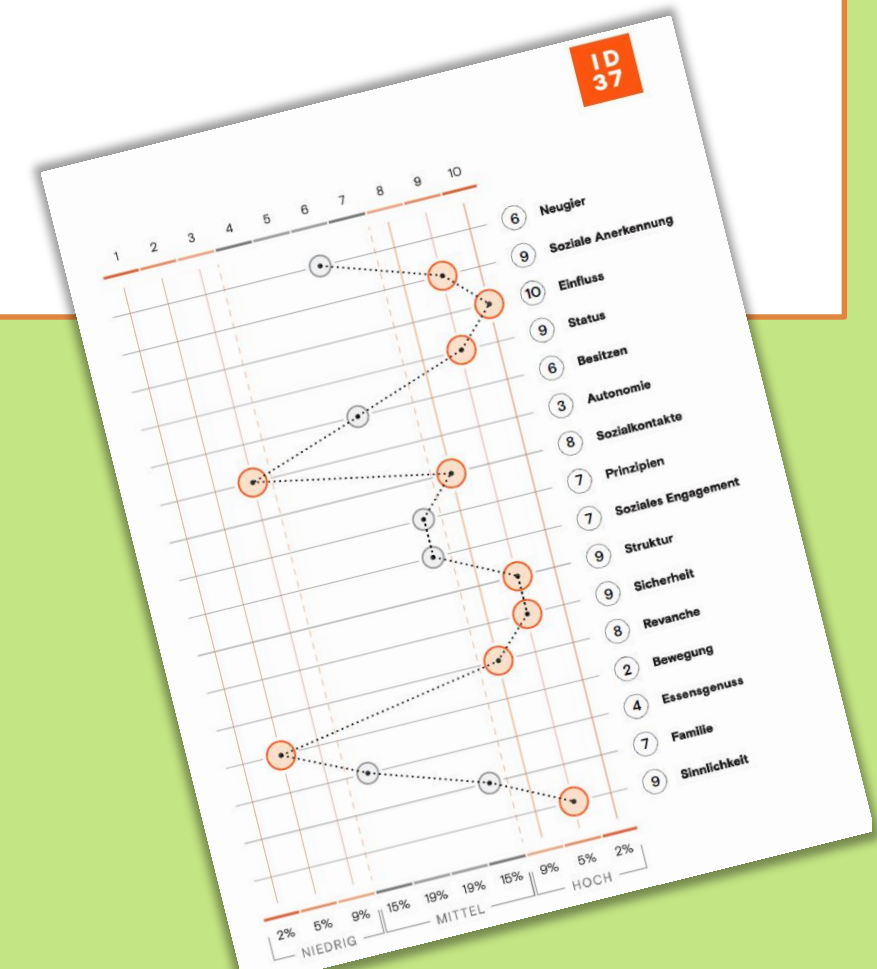 ID
37
1 2 3 4 5 6 7 8 9 10
6 Neugier
9 Soziale Anerkennung
10 Einfluss
9 Status
6 Besitzen
3 Autonomie
8 Sozialkontakte
7 Prinzipien
7 Soziales Engagement
9 Struktur
9 Sicherheit
8 Revanche
2 Bewegung
4 Essensgenuss
7 Familie
9 Sinnlichkeit
2% 5% 9% 15% 19% 19% 15% 9% 5% 2%
NIEDRIG MITTEL HOCH